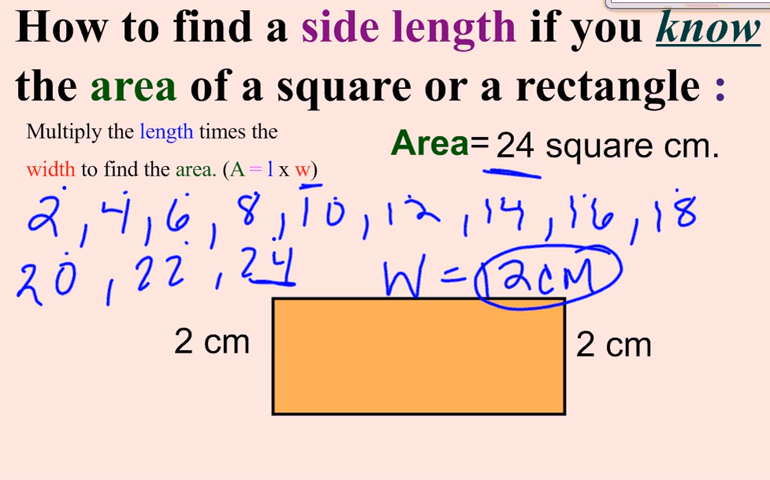 How to find a side length if you know
the area of a square or a rectangle :
Multiply the length times the
width to find the area. (A = l x w)
Area= 24 square cm.
2, 4, 6, 8, 10, 12, 14, 16, 18
20, 22, 24
W = 12cm
2 cm
2 cm